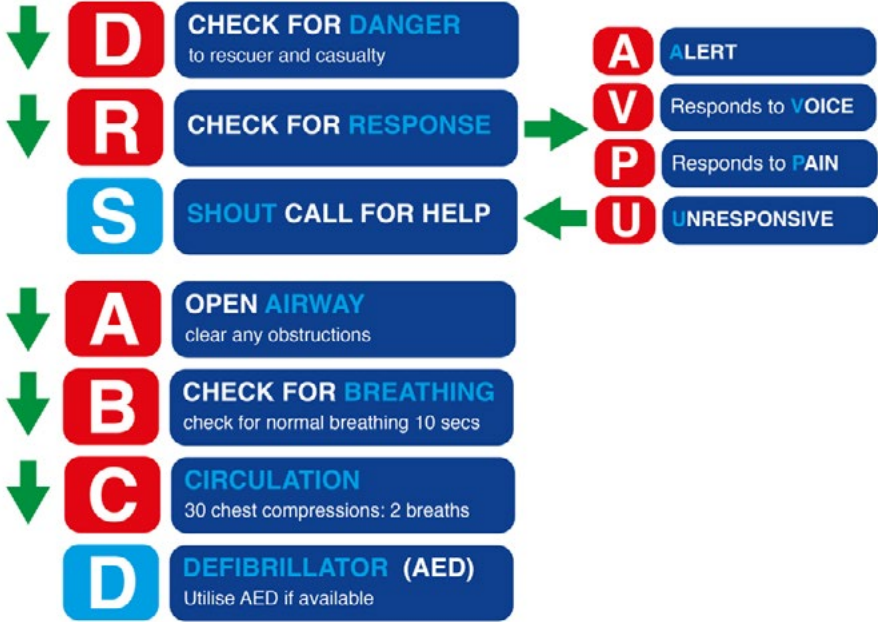 D
CHECK FOR DANGER
to rescuer and casualty
R
CHECK FOR RESPONSE
A
ALERT
V
Responds to VOICE
P
Responds to PAIN
U
UNRESPONSIVE
S
SHOUT CALL FOR HELP
A
OPEN AIRWAY
clear any obstructions
B
CHECK FOR BREATHING
check for normal breathing 10 secs
C
CIRCULATION
30 chest compressions: 2 breaths
D
DEFIBRILLATOR (AED)
Utilise AED if available